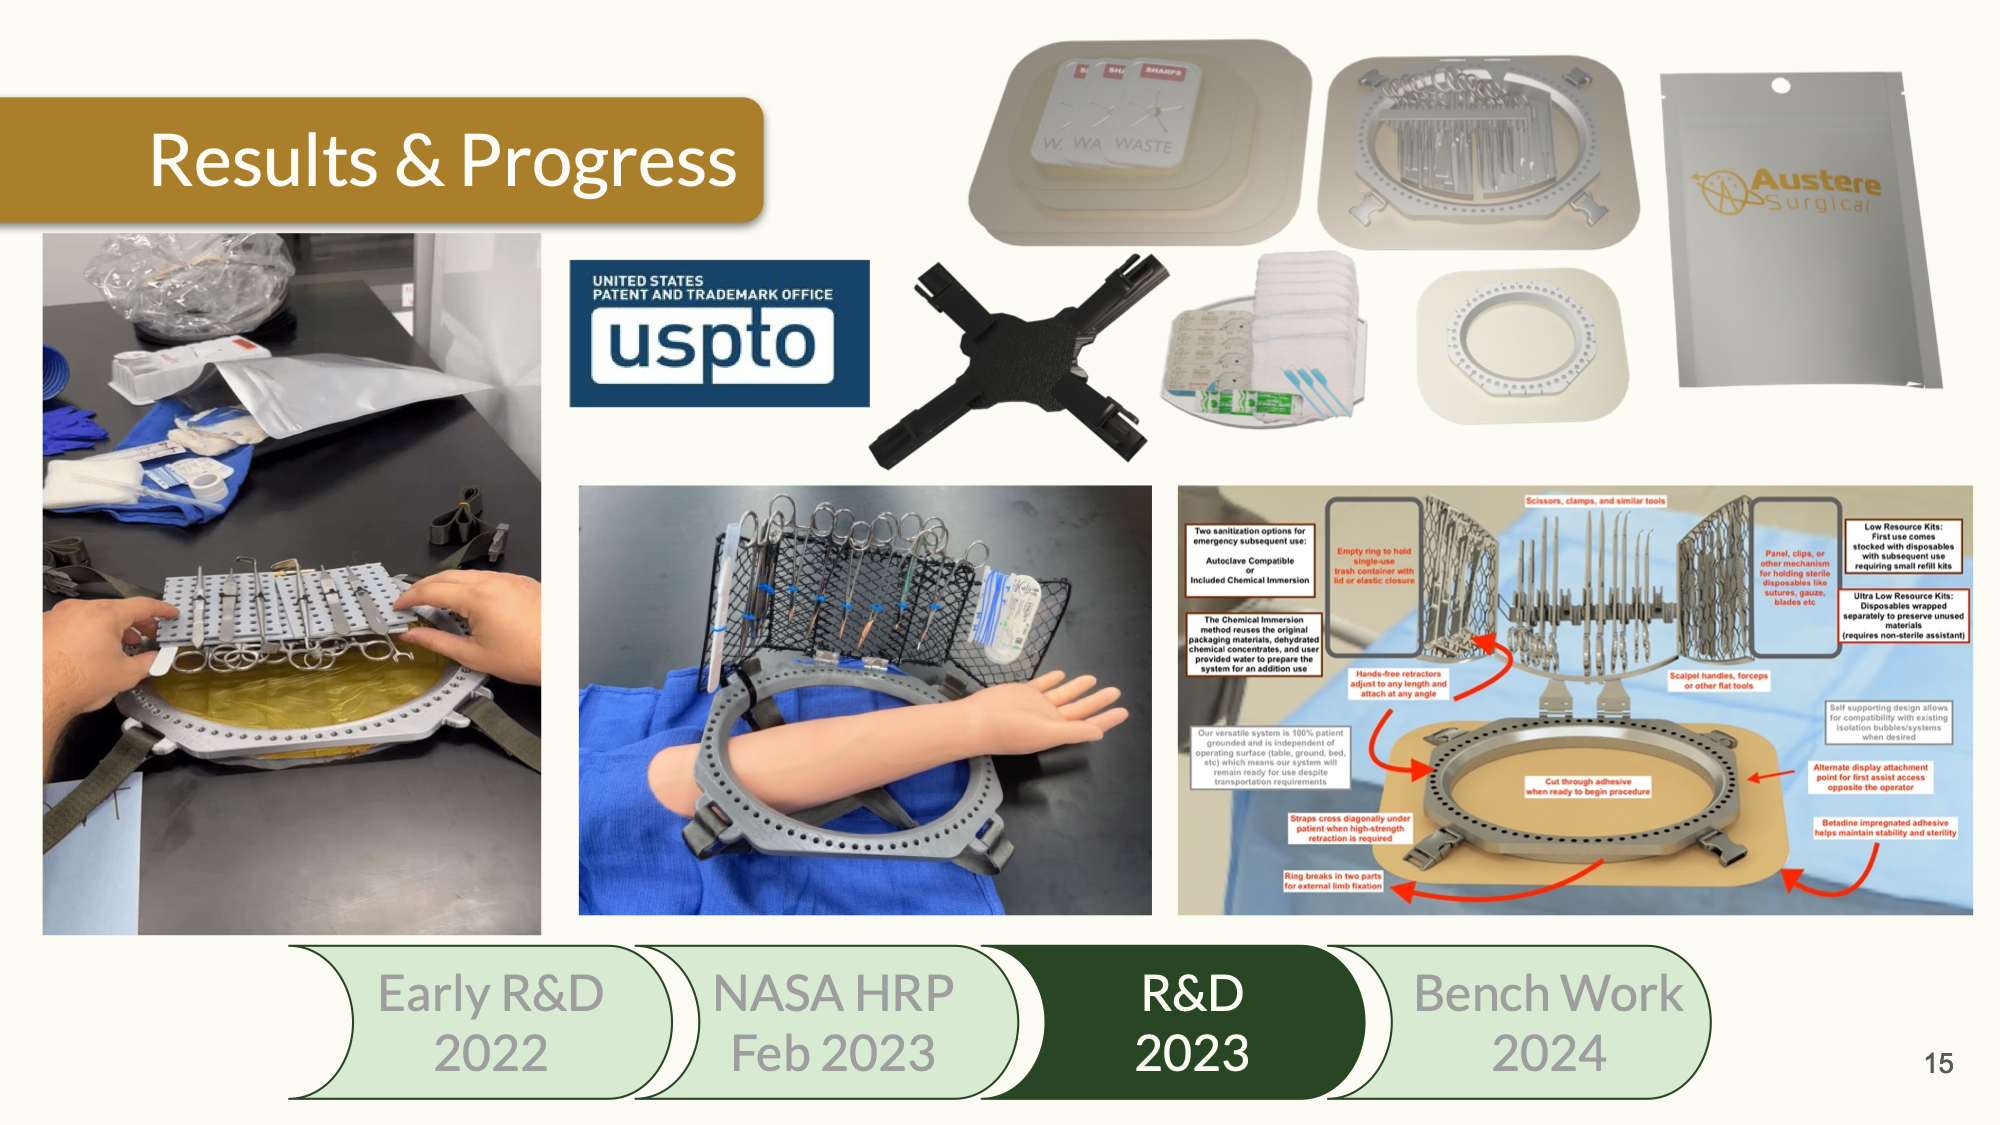 Results & Progress
UNITED STATES
PATENT AND TRADEMARK OFFICE
uspto
SHARPS
W. WA WASTE
Austere
Surgical
Scissors, clamps, and similar tools
Two sanitization options for
emergency subsequent use:
Autoclave Compatible
or
Included Chemical Immersion
The Chemical Immersion
method reuses the original
packaging materials, dehydrated
chemical concentrates, and user
provided water to prepare the
system for an addition use
Empty ring to hold
single-use
trash container with
lid or elastic closure
Panel, clips, or
other mechanism
for holding sterile
disposables like
sutures, gauze,
blades etc
Low Resource Kits:
First use comes
stocked with disposables
with subsequent use
requiring small refill kits
Ultra Low Resource Kits:
Disposables wrapped
separately to preserve unused
materials
(requires non-sterile assistant)
Hands-free retractors
adjust to any length and
attach at any angle
Scalpel handles, forceps
or other flat tools
Our versatile system is 100% patient
grounded and is independent of
operating surface (table, ground, bed,
etc) which means our system will
remain ready for use despite
transportation requirements
Self supporting design allows
for compatibility with existing
isolation bubbles/systems
when desired
Cut through adhesive
when ready to begin procedure
Alternate display attachment
point for first assist access
opposite the operator
Straps cross diagonally under
patient when high-strength
retraction is required
Betadine impregnated adhesive
helps maintain stability and sterility
Ring breaks in two parts
for external limb fixation
Early R&D
2022
NASA HRP
Feb 2023
R&D
2023
Bench Work
2024
15